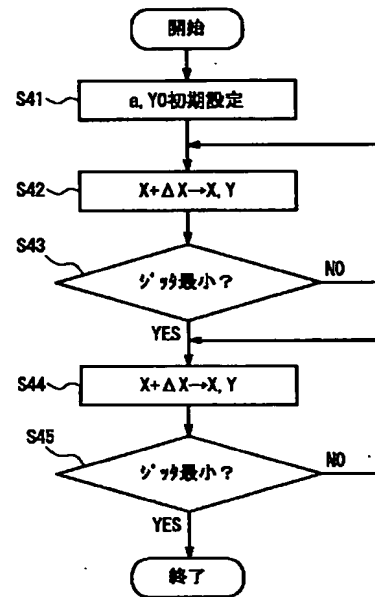 開始
S41
a,Y0初期設定
S42
X+ΔX→X,Y
S43
ジッタ最小?
NO
YES
S44
X+ΔX→X,Y
S45
ジッタ最小?
NO
YES
終了